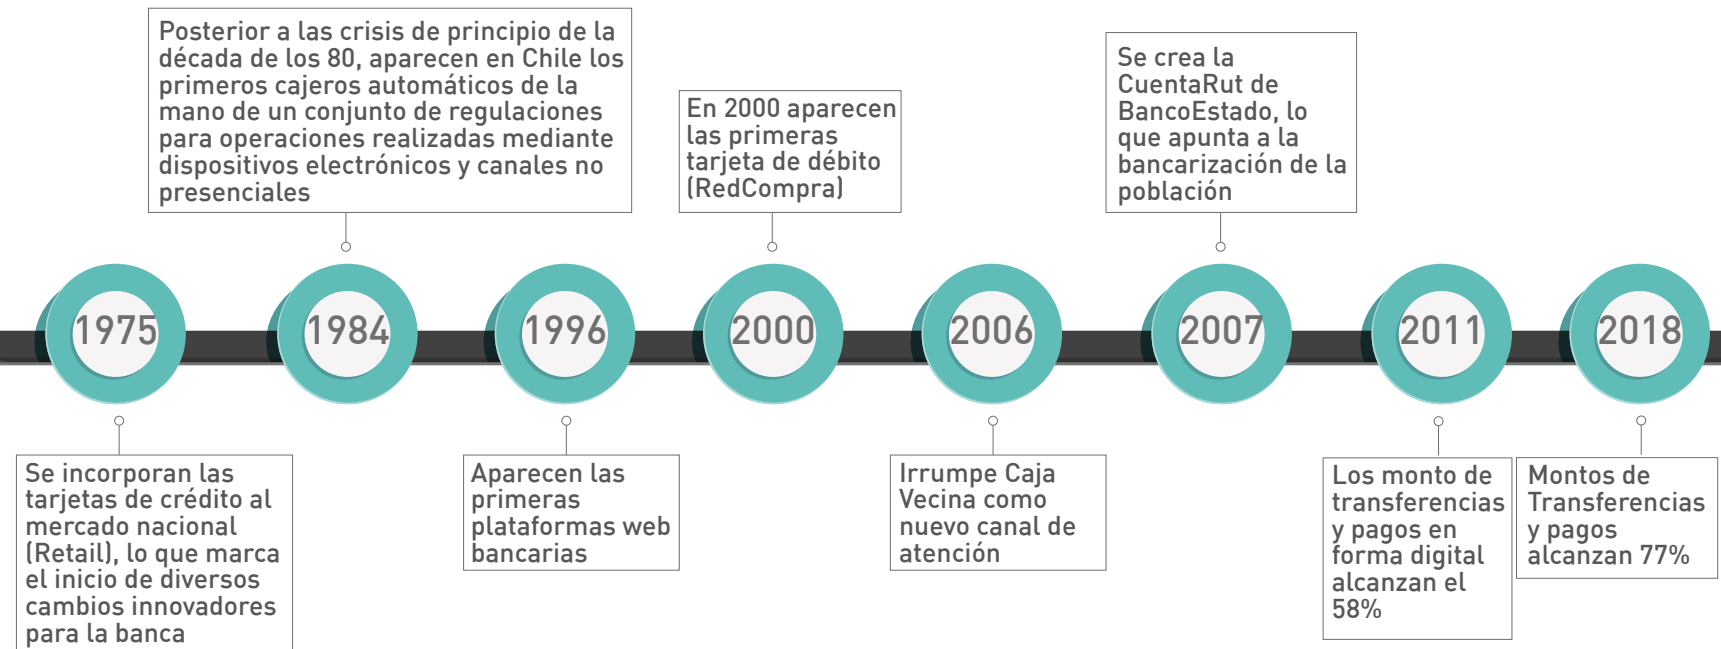 Posterior a las crisis de principio de la
década de los 80, aparecen en Chile los
primeros cajeros automáticos de la
mano de un conjunto de regulaciones
para operaciones realizadas mediante
dispositivos electrónicos y canales no
presenciales
En 2000 aparecen
las primeras
tarjeta de débito
(RedCompra)
Se crea la
CuentaRut de
BancoEstado, lo
que apunta a la
bancarización de la
población
1975
1984
1996
2000
2006
2007
2011
2018
Se incorporan las
tarjetas de crédito al
mercado nacional
(Retail), lo que marca
el inicio de diversos
cambios innovadores
para la banca
Aparecen las
primeras
plataformas web
bancarias
Irrumpe Caja
Vecina como
nuevo canal de
atención
Los monto de
transferencias
y pagos en
forma digital
alcanzan el
58%
Montos de
Transferencias
y pagos
alcanzan 77%